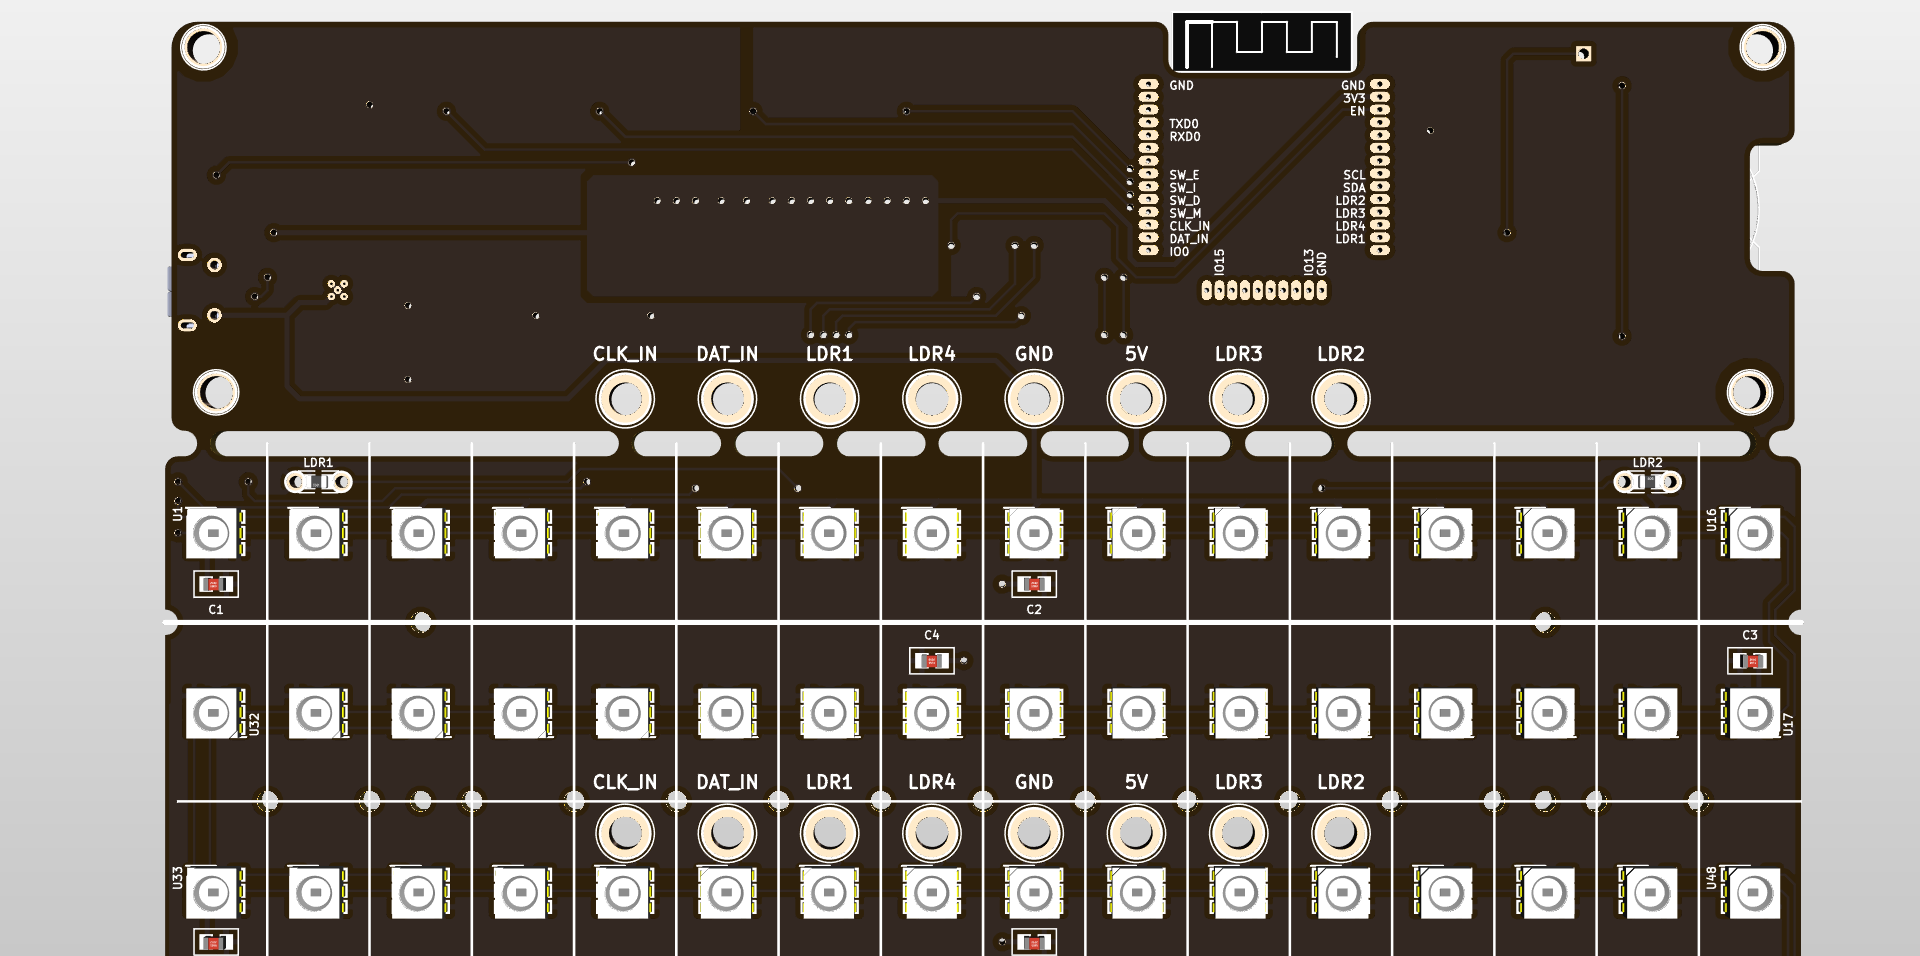 GND
GND
3V3
EN
TXD0
RXD0
SW_E
SCL
SW_I
SDA
SW_D
LDR2
SW_M
LDR3
CLK_IN
LDR4
DAT_IN
LDR1
IO0
IO15
IO13
GND
CLK_IN DAT_IN LDR1 LDR4 GND 5V LDR3 LDR2
LDR1
LDR2
U1
U16
C1
C2
C4
C3
U32
U17
CLK_IN DAT_IN LDR1 LDR4 GND 5V LDR3 LDR2
U33
U48